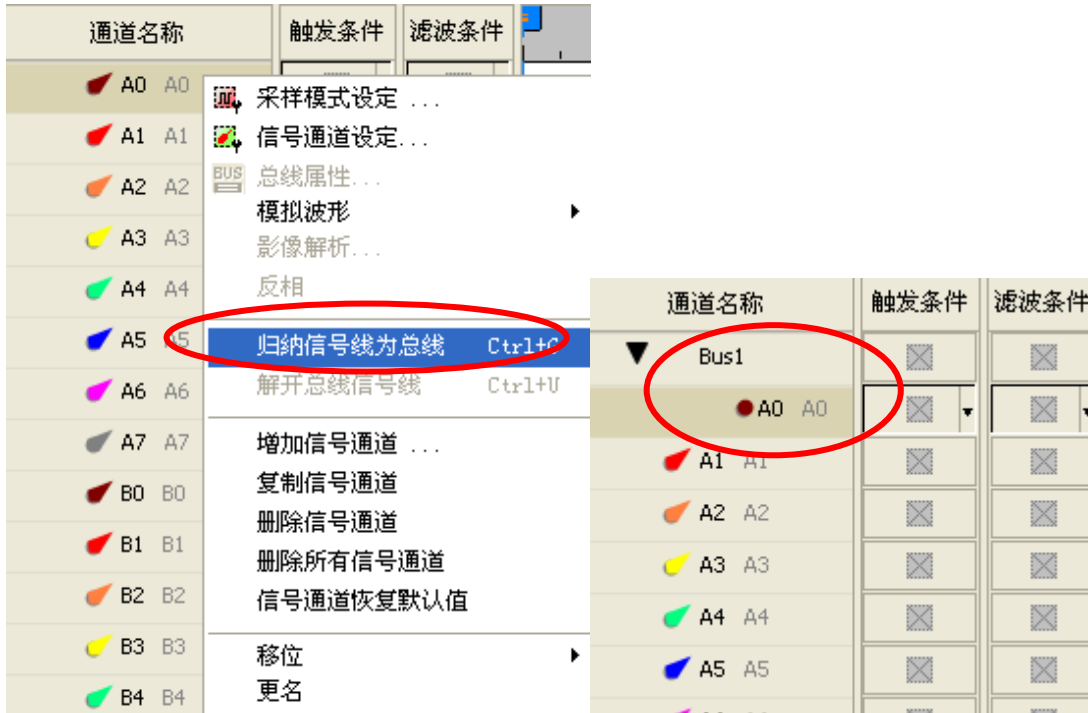 通道名称 触发条件 滤波条件
A0 A0
A1 A1
A2 A2
A3 A3
A4 A4
A5 A5
A6 A6
A7 A7
B0 B0
B1 B1
B2 B2
B3 B3
B4 B4
采样模式设定 ...
信号通道设定...
BUS 总线属性...
模拟波形
影像解析...
反相
归纳信号线为总线 Ctrl+G
解开总线信号线 Ctrl+U
增加信号通道 ...
复制信号通道
删除信号通道
删除所有信号通道
信号通道恢复默认值
移位
更名
通道名称 触发条件 滤波条件
Bus1
A0 A0
A1 A1
A2 A2
A3 A3
A4 A4
A5 A5